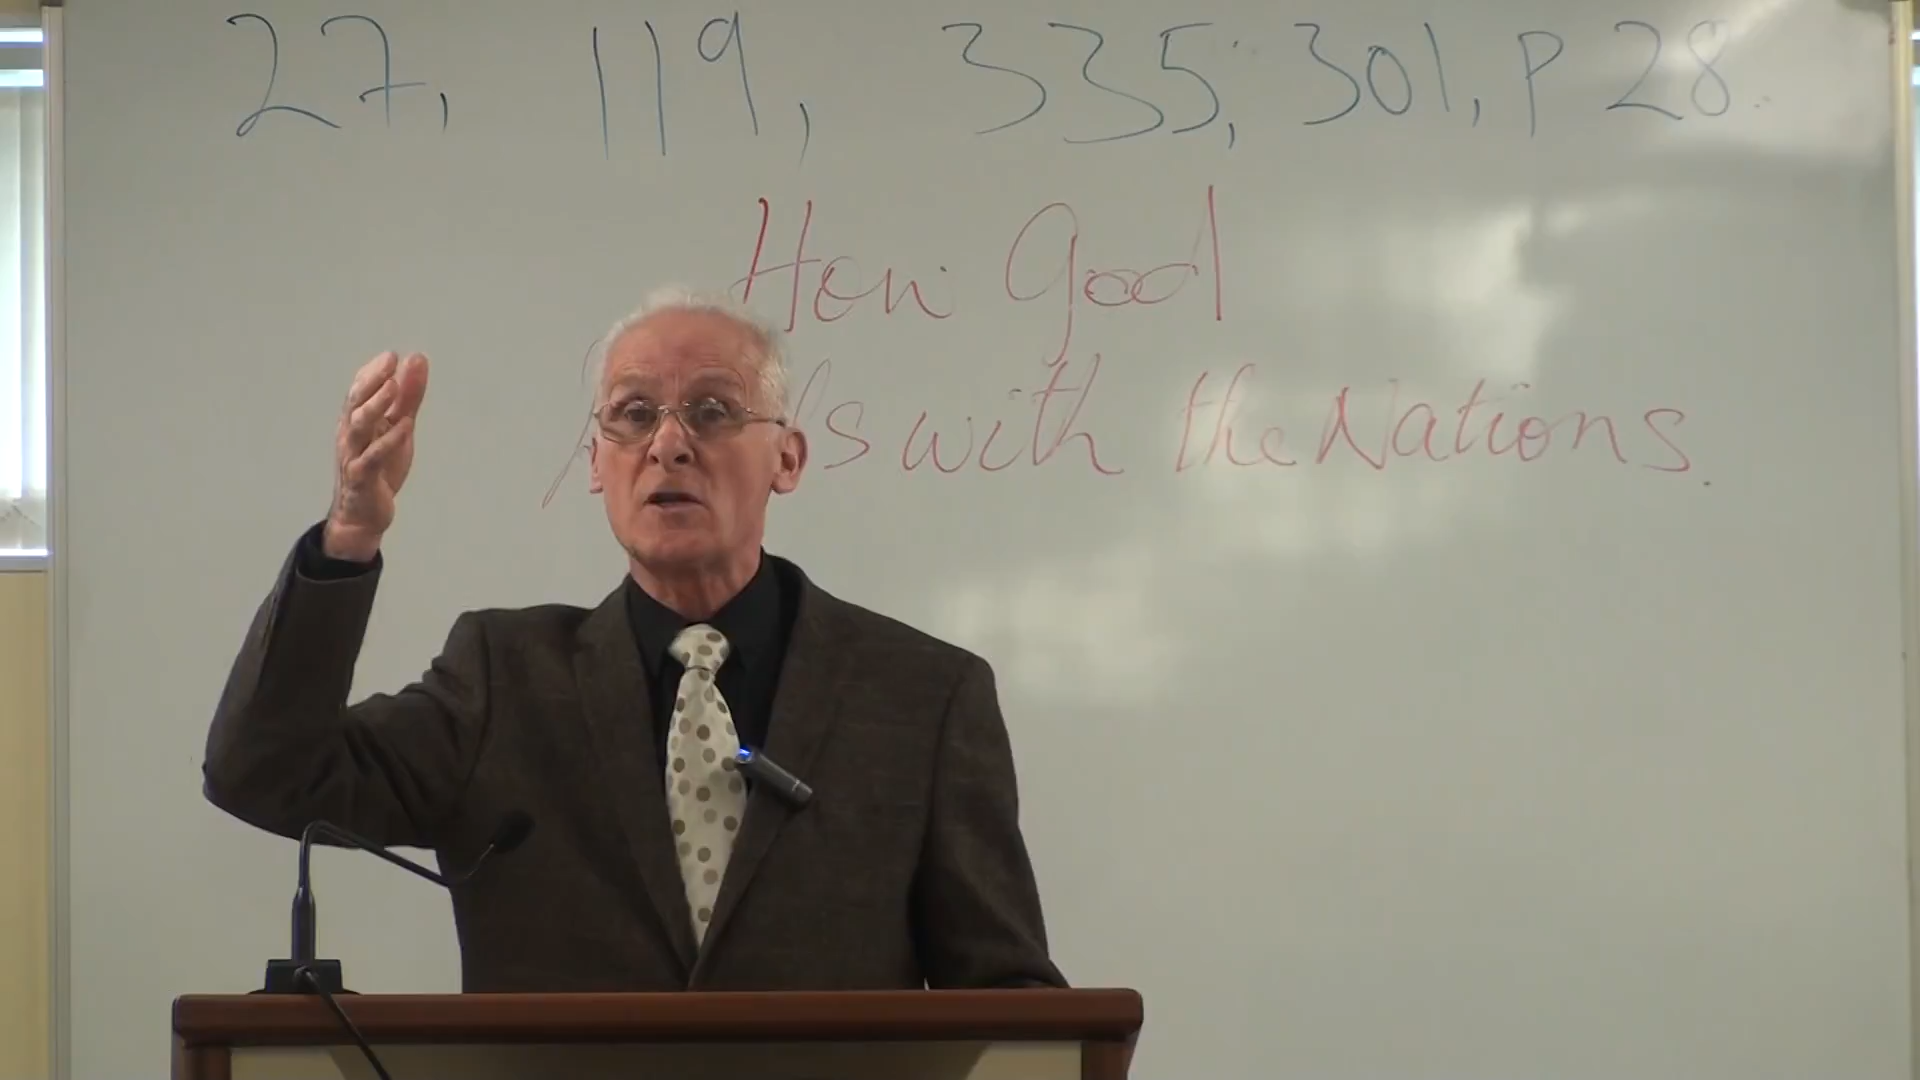 27, 119, 335, 301, P 28.
How God
with the Nations.